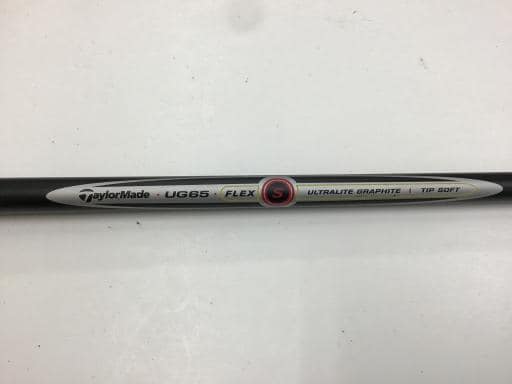 TaylorMade · UG65 · FLEX S ULTRALITE GRAPHITE | TIP SOFT